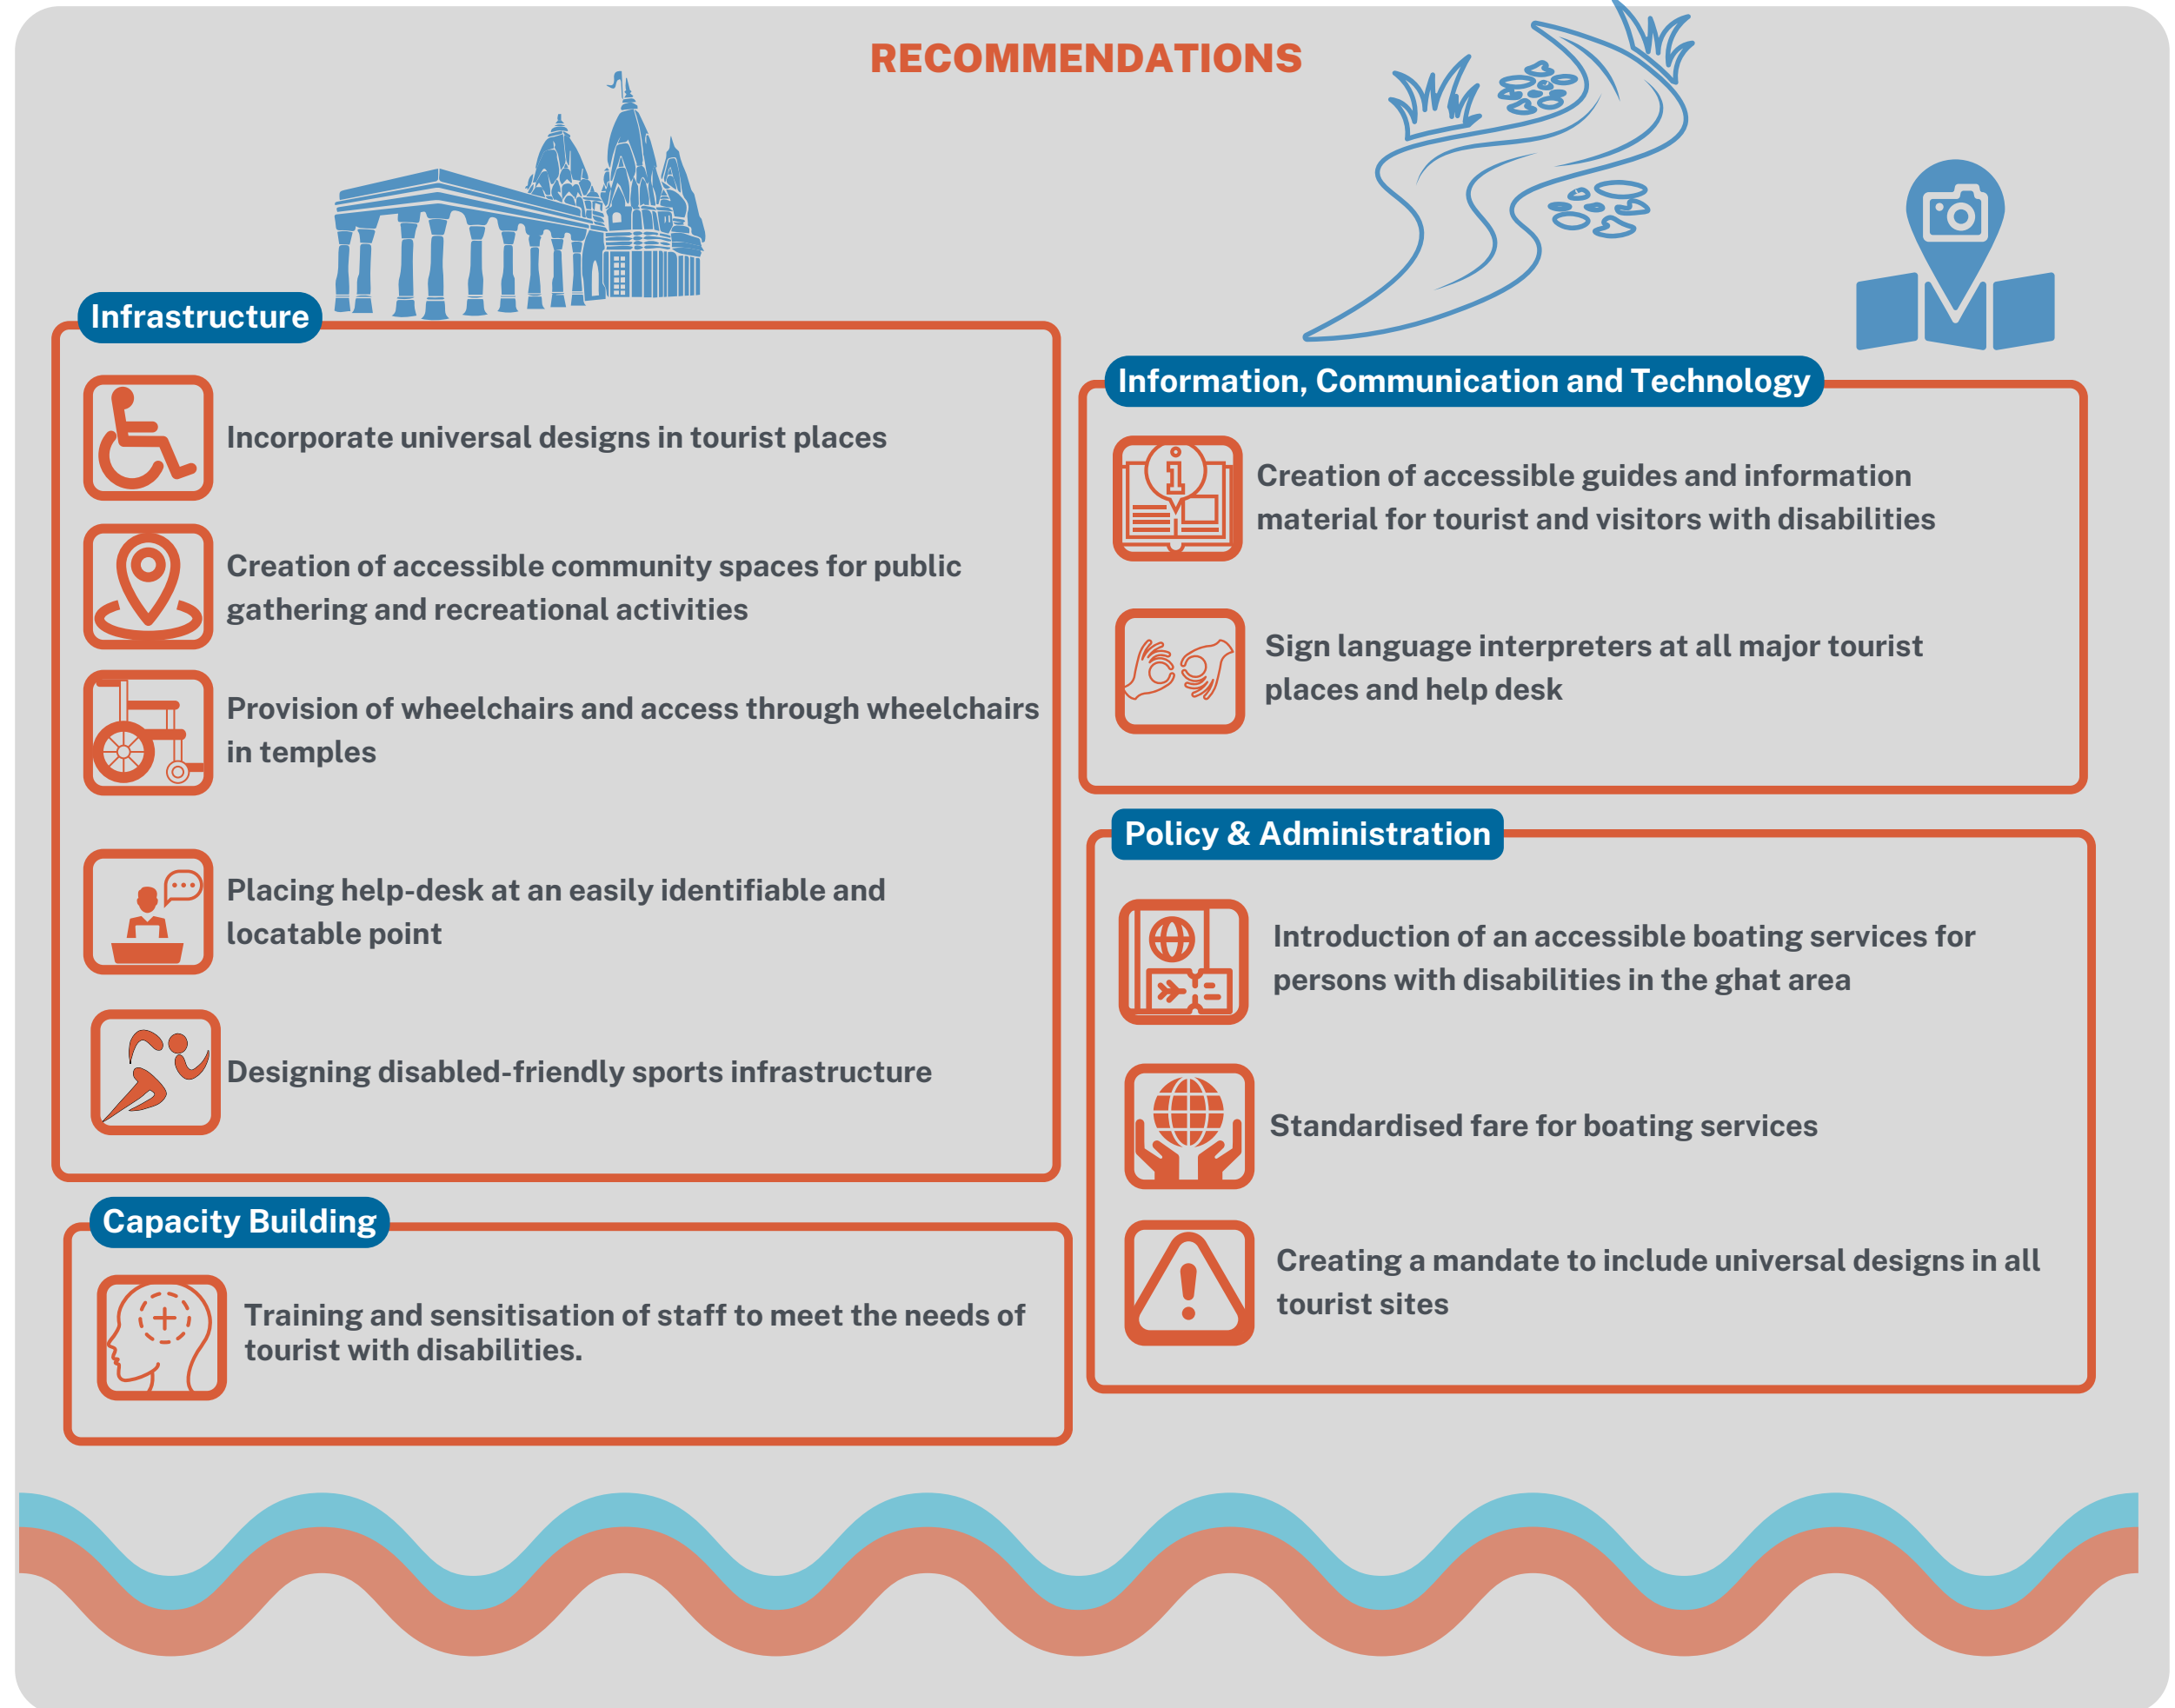 RECOMMENDATIONS
Infrastructure
Incorporate universal designs in tourist places
Creation of accessible community spaces for public
gathering and recreational activities
Provision of wheelchairs and access through wheelchairs
in temples
Placing help-desk at an easily identifiable and
locatable point
Designing disabled-friendly sports infrastructure
Capacity Building
Training and sensitisation of staff to meet the needs of
tourist with disabilities.
Information, Communication and Technology
Creation of accessible guides and information
material for tourist and visitors with disabilities
Sign language interpreters at all major tourist
places and help desk
Policy & Administration
Introduction of an accessible boating services for
persons with disabilities in the ghat area
Standardised fare for boating services
Creating a mandate to include universal designs in all
tourist sites